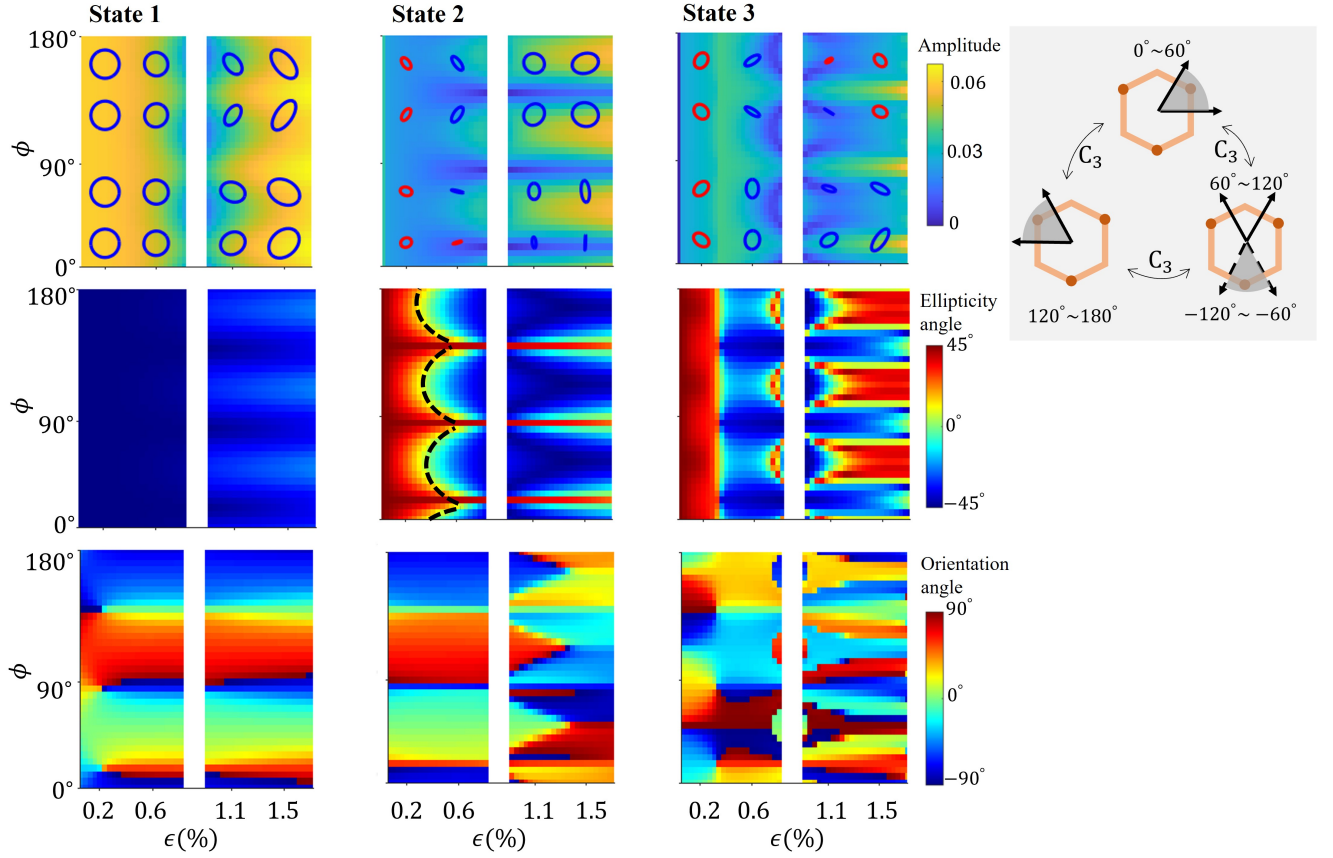 State 1
State 2
State 3
180°
90°
0°
ϕ
Amplitude
0.06
0.03
0
0°~60°
C₃
C₃
60°~120°
C₃
120°~180°
−120°~ −60°
180°
90°
0°
ϕ
Ellipticity
angle
45°
0°
−45°
180°
90°
0°
ϕ
Orientation
angle
90°
0°
−90°
0.2 0.6 1.1 1.5
0.2 0.6 1.1 1.5
0.2 0.6 1.1 1.5
ϵ(%)
ϵ(%)
ϵ(%)